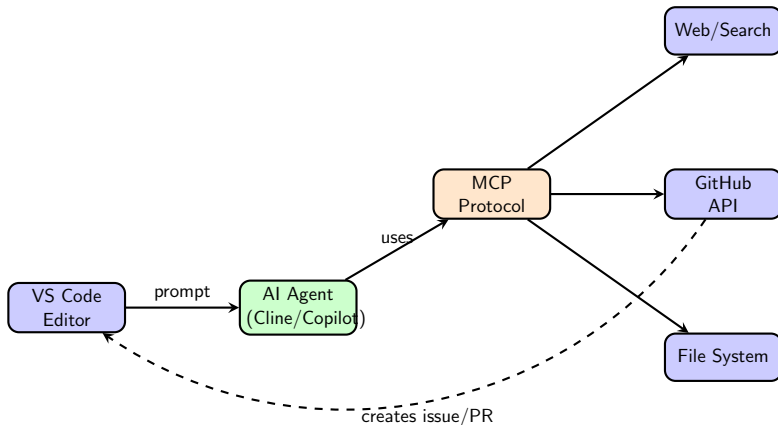 Web/Search
MCP
Protocol
GitHub
API
uses
prompt
VS Code
Editor
AI Agent
(Cline/Copilot)
File System
creates issue/PR